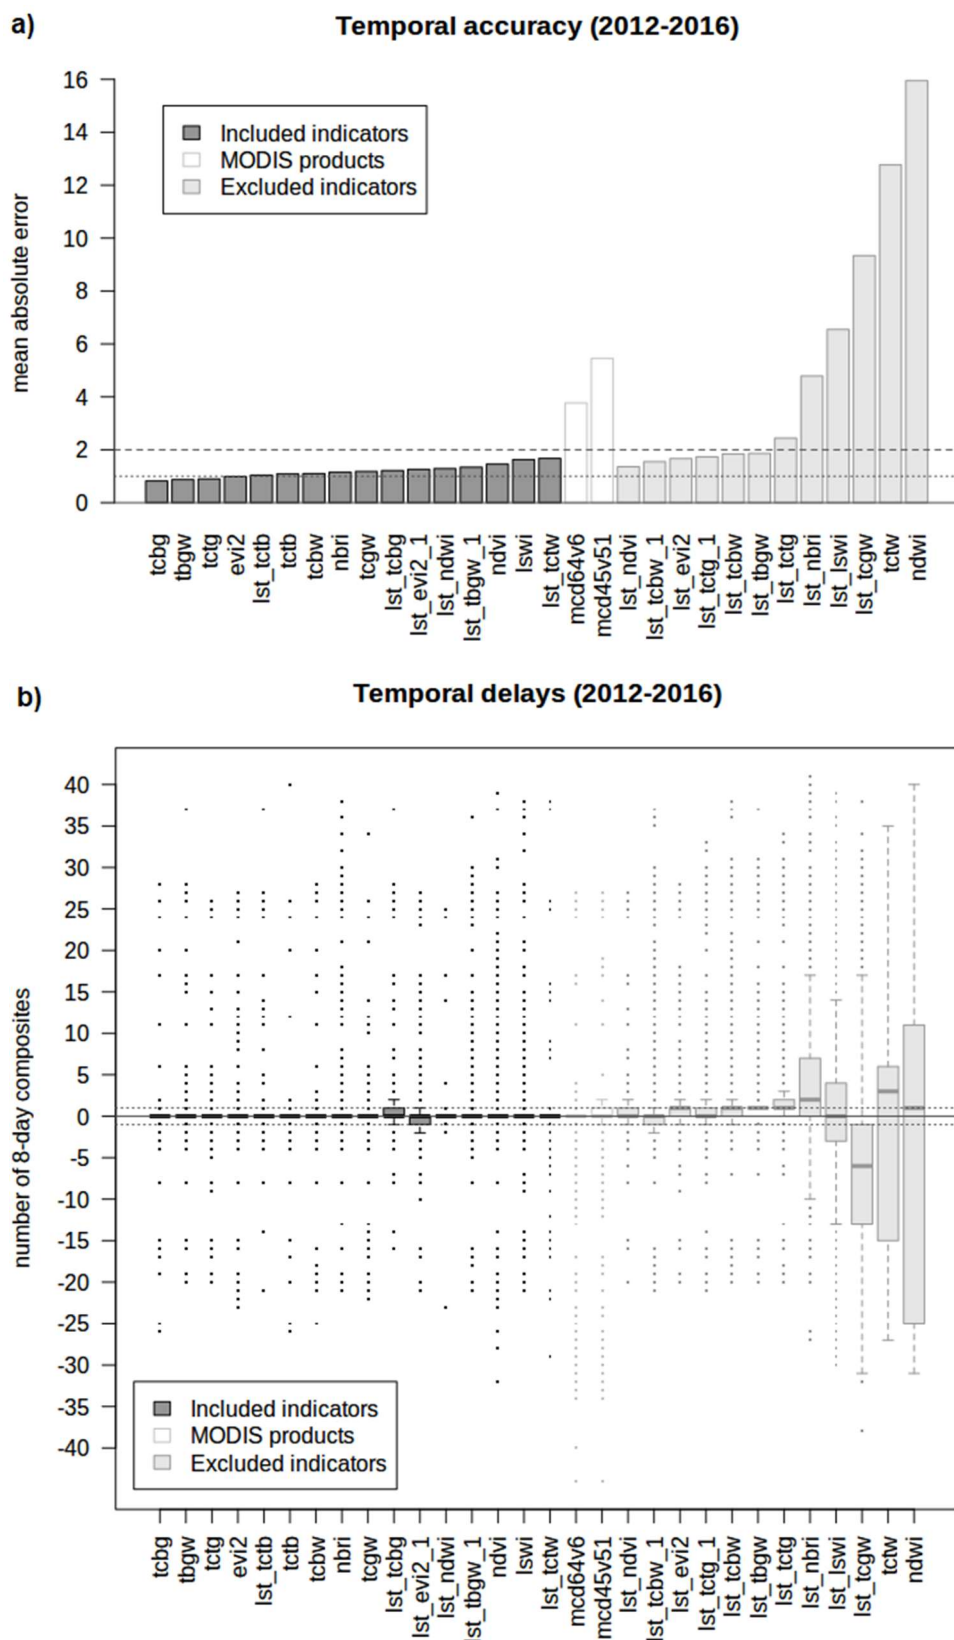 a)
Temporal accuracy (2012-2016)
mean absolute error
16
14
12
10
8
6
4
2
0
Included indicators
MODIS products
Excluded indicators
tcbg
tbgw
tctg
evi2
lst_tctb
tctb
tcbw
nbri
tcgw
lst_tcbg
lst_evi2_1
lst_ndwi
lst_tbgw_1
ndvi
lswi
lst_tctw
mcd64v6
mcd45v51
lst_ndvi
lst_tcbw_1
lst_evi2
lst_tctg_1
lst_tcbw
lst_tbgw
lst_tctg
lst_nbri
lst_lswi
lst_tcgw
tctw
ndwi
b)
Temporal delays (2012-2016)
number of 8-day composites
40
35
30
25
20
15
10
5
0
-5
-10
-15
-20
-25
-30
-35
-40
Included indicators
MODIS products
Excluded indicators
tcbg
tbgw
tctg
evi2
lst_tctb
tctb
tcbw
nbri
tcgw
lst_tcbg
lst_evi2_1
lst_ndwi
lst_tbgw_1
ndvi
lswi
lst_tctw
mcd64v6
mcd45v51
lst_ndvi
lst_tcbw_1
lst_evi2
lst_tctg_1
lst_tcbw
lst_tbgw
lst_tctg
lst_nbri
lst_lswi
lst_tcgw
tctw
ndwi